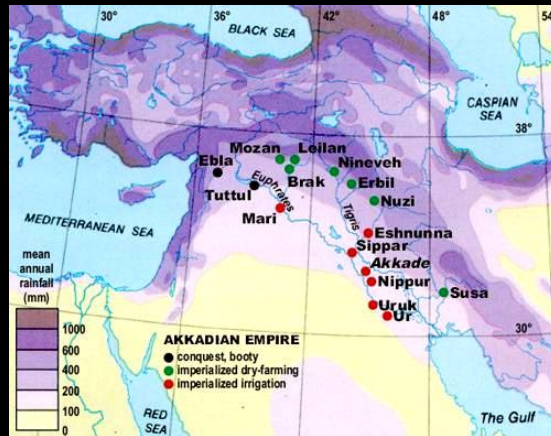 30°
36°
42°
48°
BLACK SEA
CASPIAN
SEA
38°
Mozan
Leilan
Ebla
Nineveh
Brak
Erbil
Tuttul
Euphrates
Nuzi
Mari
Tigris
MEDITERRANEAN SEA
Eshnunna
Sippar
Akkade
Nippur
Susa
Uruk
Ur
30°
mean
annual
rainfall
(mm)
1000
600
400
200
100
0
AKKADIAN EMPIRE
conquest, booty
imperialized dry-farming
imperialized irrigation
RED
SEA
The Gulf